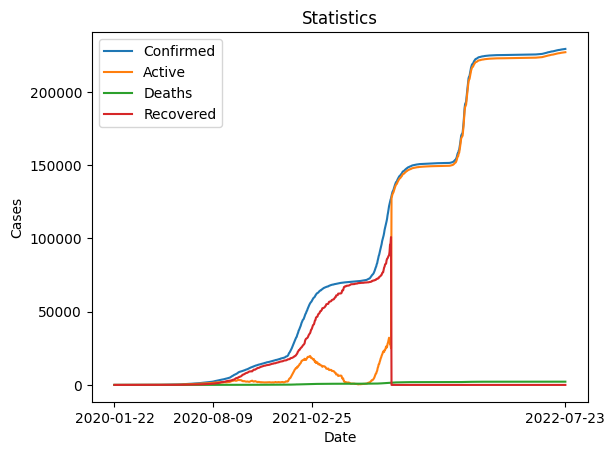 Statistics
Confirmed
Active
Deaths
Recovered
200000
150000
100000
50000
0
Cases
2020-01-22 2020-08-09 2021-02-25 2022-07-23
Date